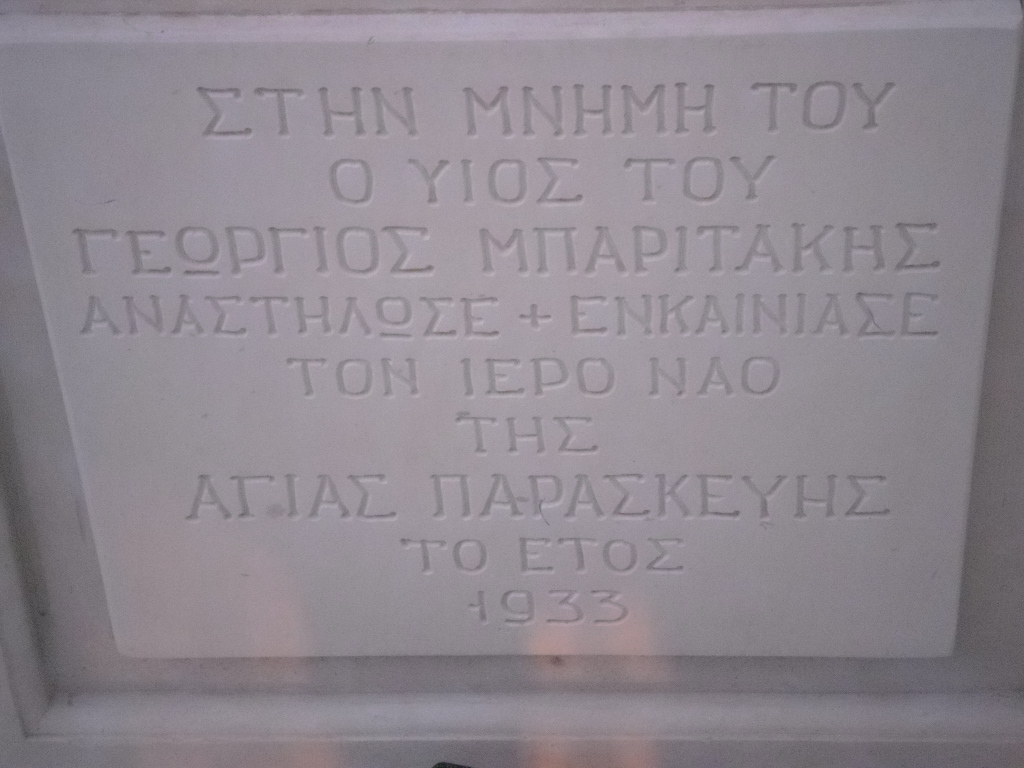 ΣΤΗΝ ΜΝΗΜΗ ΤΟΥ
Ο ΥΙΟΣ ΤΟΥ
ΓΕΩΡΓΙΟΣ ΜΠΑΡΙΤΑΚΗΣ
ΑΝΑΣΤΗΛΩΣΕ + ΕΝΚΑΙΝΙΑΣΕ
ΤΟΝ ΙΕΡΟ ΝΑΟ
ΤΗΣ
ΑΓΙΑΣ ΠΑΡΑΣΚΕΥΗΣ
ΤΟ ΕΤΟΣ
1933